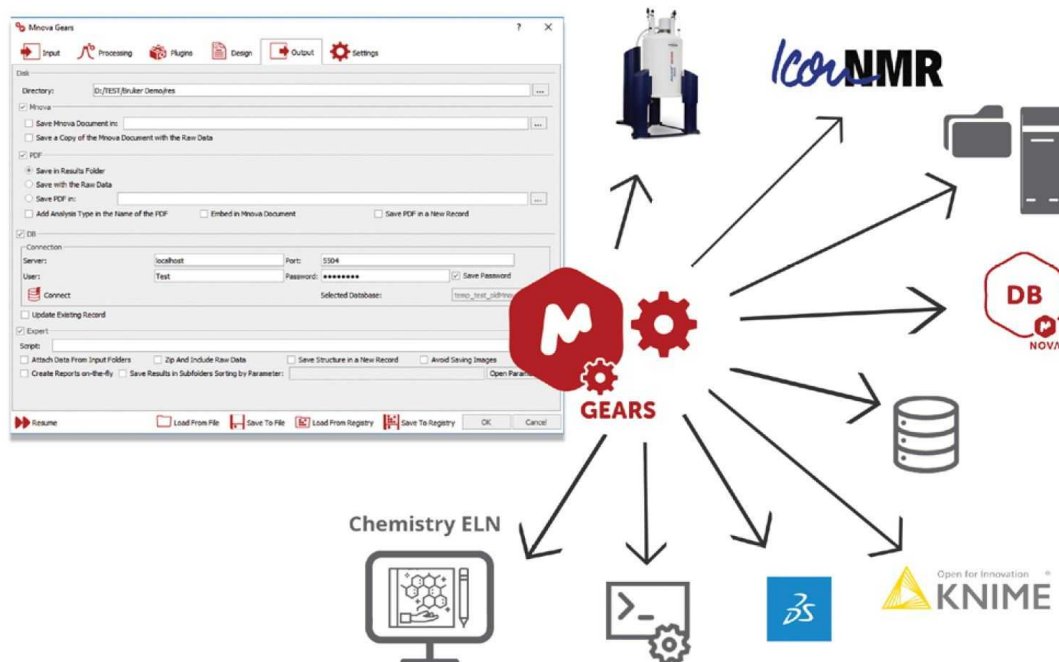 Mnova Gears
Input Processing Plugins Design Output Settings
Disk
Directory: D:/TEST/Bruker Demo/res ...
Mnova
Save Mnova Document in: ...
Save a Copy of the Mnova Document with the Raw Data
PDF
Save in Results Folder
Save with the Raw Data
Save PDF in: ...
Add Analysis Type in the Name of the PDF Embed in Mnova Document Save PDF in a New Record
DB
Connection
Server: localhost Port: 5504
User: Test Password: ●●●●●●●● Save Password
Connect Selected Database:
Update Existing Record
Expert
Script:
Attach Data From Input Folders Zip And Include Raw Data Save Structure in a New Record Avoid Saving Images
Create Reports on-the-fly Save Results in Subfolders Sorting by Parameter:
Resume Load From File Save To File Load From Registry Save To Registry OK Cancel
IconNMR
DB
NOVA
GEARS
Chemistry ELN
Open for Innovation
KNIME